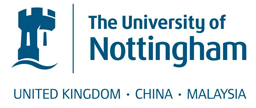 The University of
Nottingham
UNITED KINGDOM · CHINA · MALAYSIA